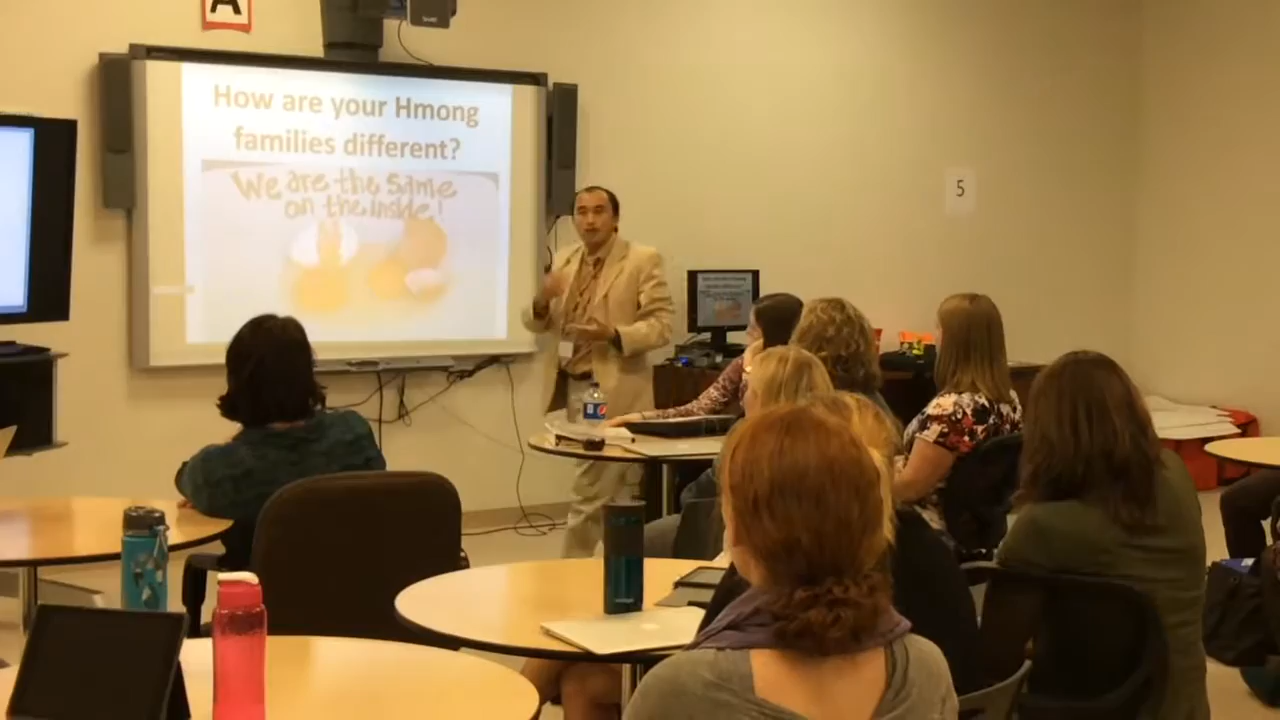 A
How are your Hmong
families different?
We are the same
on the inside!
5